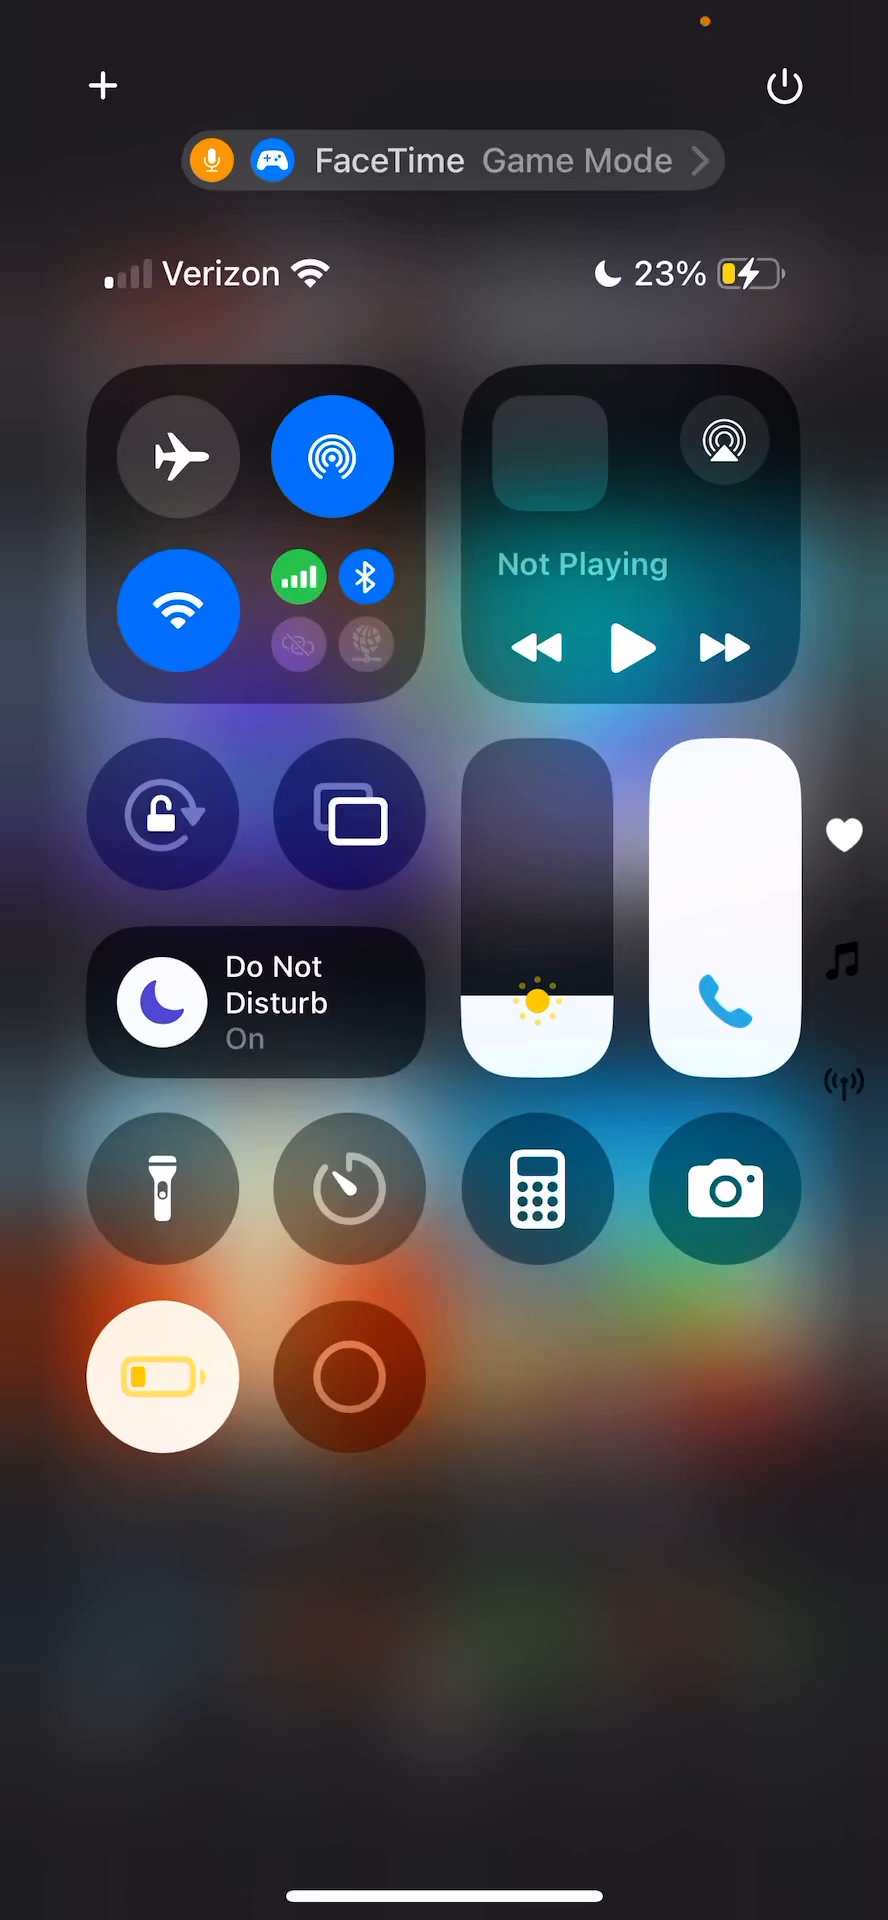 FaceTime Game Mode
Verizon 23%
Not Playing
Do Not
Disturb
On